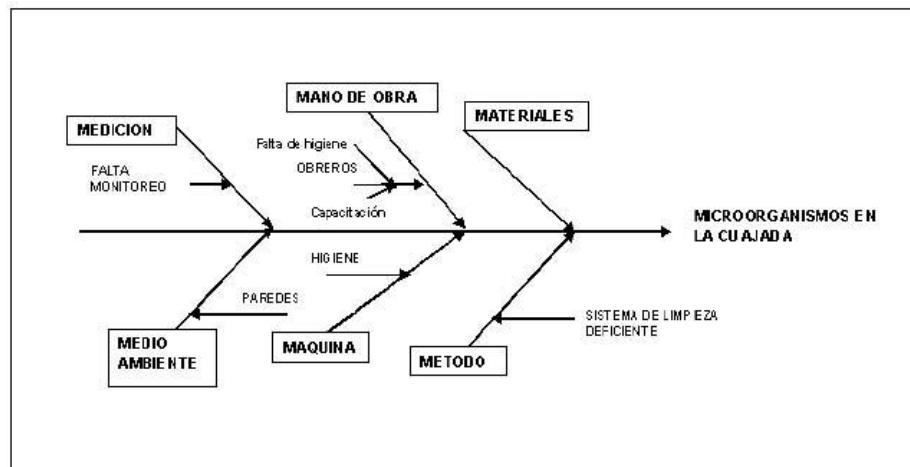 MANO DE OBRA
MATERIALES
MEDICION
Falta de higiene
OBREROS
FALTA
MONITOREO
Capacitación
MICROORGANISMOS EN
LA CUAJADA
HIGIENE
PAREDES
SISTEMA DE LIMPIEZA
DEFICIENTE
MEDIO
AMBIENTE
MAQUINA
METODO